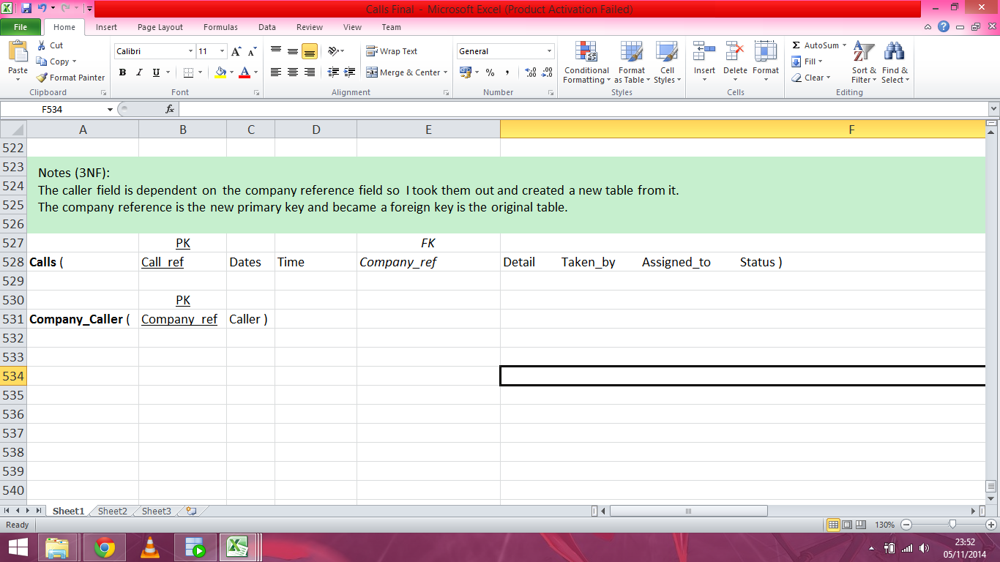 Calls Final - Microsoft Excel (Product Activation Failed)
File Home Insert Page Layout Formulas Data Review View Team
Paste
Cut
Copy
Format Painter
Clipboard
Calibri 11 A A
B I U A
Font
Wrap Text
Merge & Center
Alignment
General
% , .00 .0
Number
Conditional Formatting
Format as Table
Cell Styles
Styles
Insert Delete Format
Cells
Σ AutoSum
Fill
Clear
Sort & Filter
Find & Select
Editing
F534 fx
A B C D E F
522
523 Notes (3NF):
524 The caller field is dependent on the company reference field so I took them out and created a new table from it.
525 The company reference is the new primary key and became a foreign key is the original table.
526
527 PK FK
528 Calls ( Call_ref Dates Time Company_ref Detail Taken_by Assigned_to Status )
529
530 PK
531 Company_Caller ( Company_ref Caller )
532
533
534
535
536
537
538
539
540
Sheet1 Sheet2 Sheet3
Ready 130%
23:52
05/11/2014